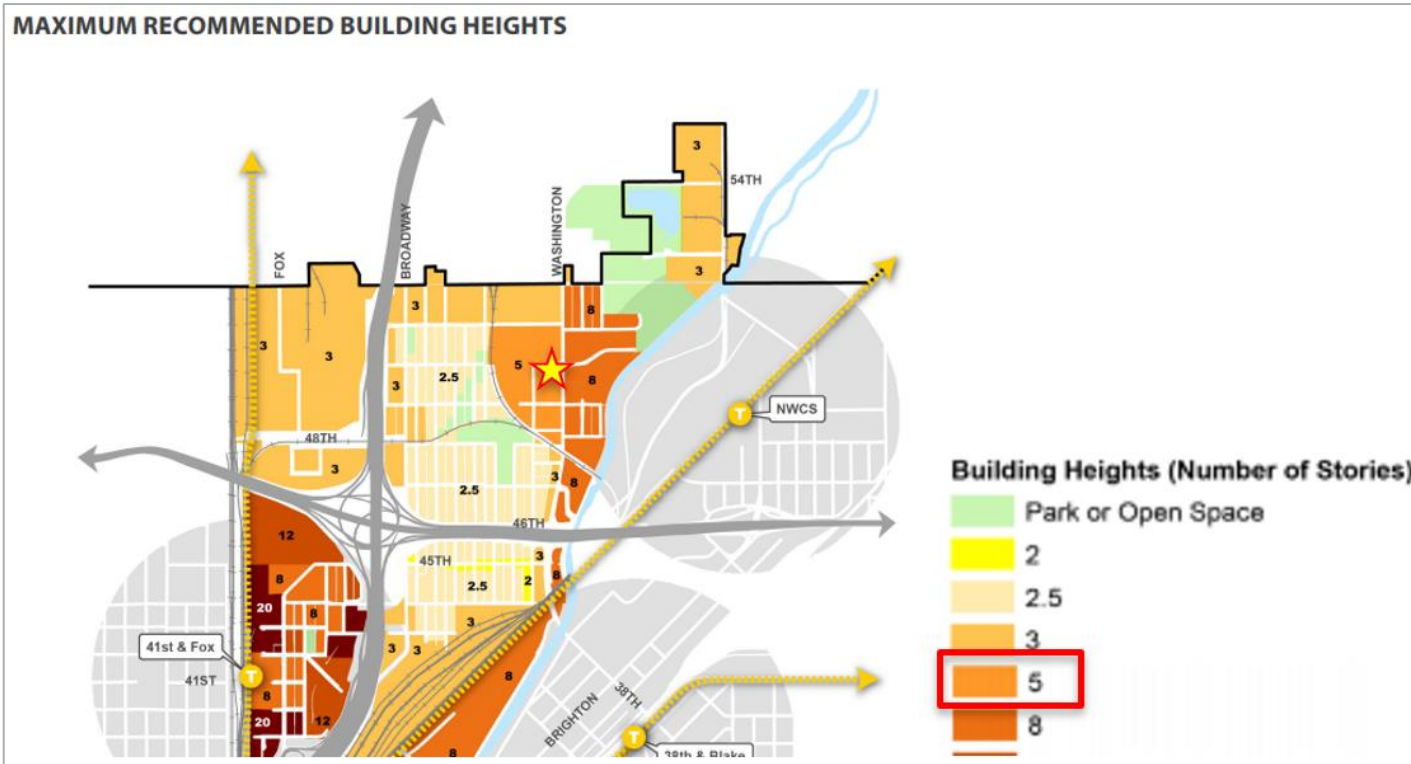 MAXIMUM RECOMMENDED BUILDING HEIGHTS
3
54TH
FOX
BROADWAY
WASHINGTON
3
3
8
3
3
5
8
3
2.5
NWCS
48TH
3
3
8
2.5
46TH
12
45TH
3
8
8
2.5
2
20
8
3
41st & Fox
3
3
41ST
8
8
38TH
20
12
BRIGHTON
8
38th & Blake
Building Heights (Number of Stories)
Park or Open Space
2
2.5
3
5
8
T
T
T